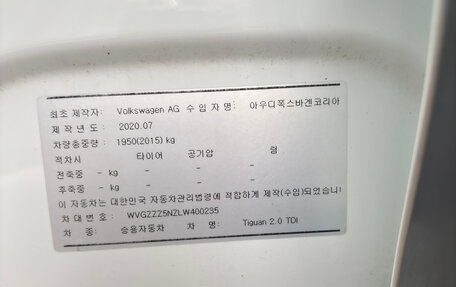 최초 제작자: Volkswagen AG 수 입 자 명: 아우디폭스바겐코리아
제 작 년 도 : 2020.07
차량총중량: 1950(2015) kg
적차시 타이어 공기압 림
전축중 - kg - -
후축중 - kg - -
이 자동차는 대한민국 자동차관리법령에 적합하게 제작(수입)되었습니
차 대 번 호: WVGZZZ5NZLW400235
차 종: 승용자동차 차 명: Tiguan 2.0 TDI